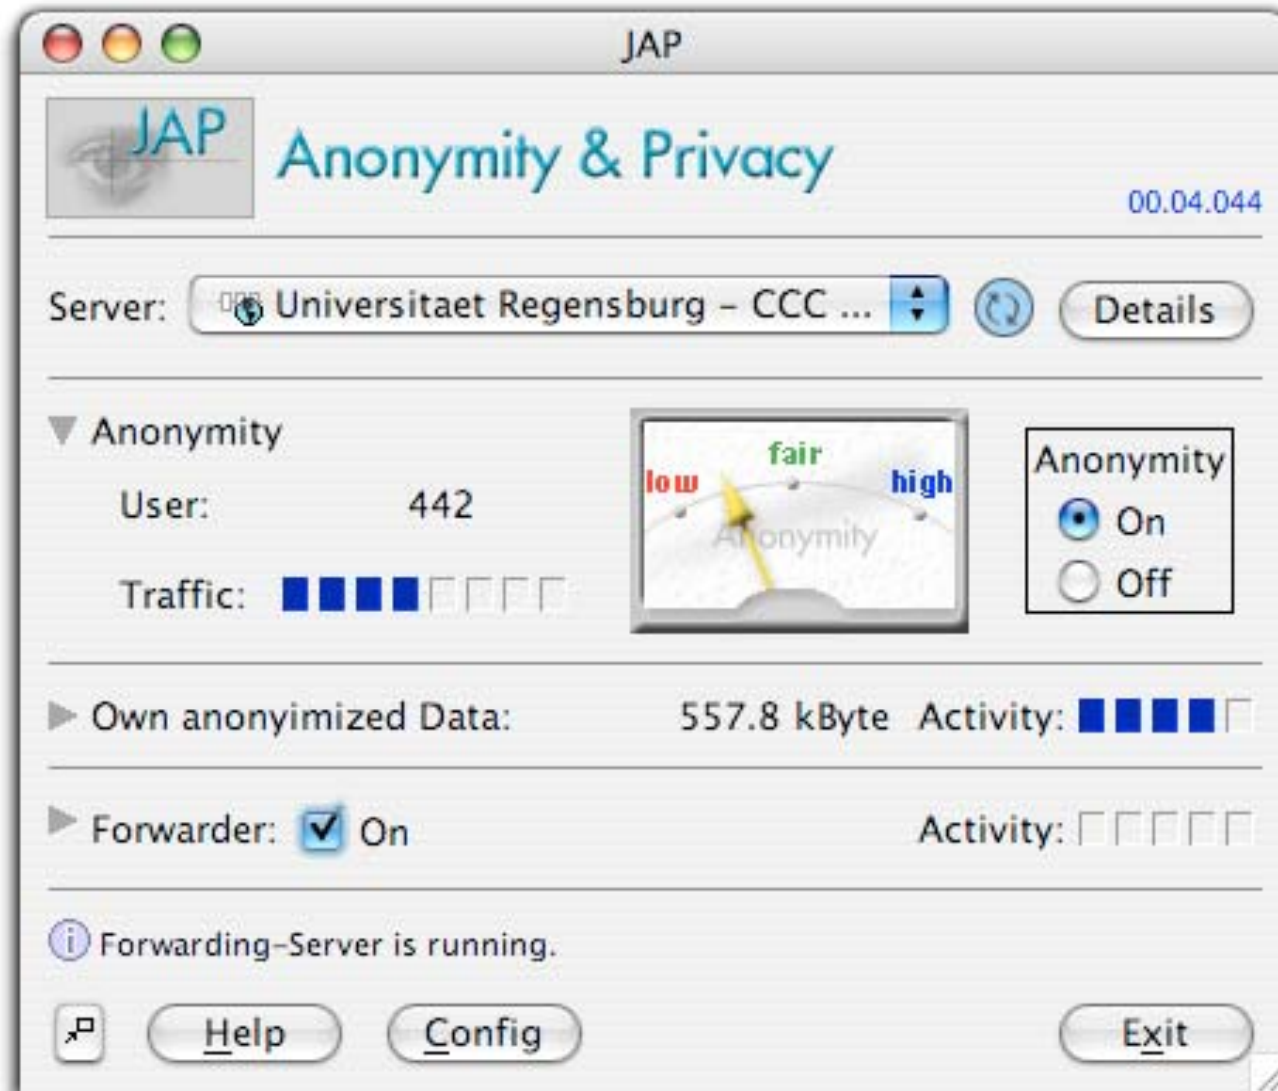 JAP
JAP
Anonymity & Privacy
00.04.044
Server: Universitaet Regensburg – CCC ... Details
Anonymity
User: 442
Traffic:
low fair high
Anonymity
Anonymity
On
Off
Own anonyimized Data: 557.8 kByte Activity:
Forwarder: On Activity:
i Forwarding-Server is running.
Help Config Exit